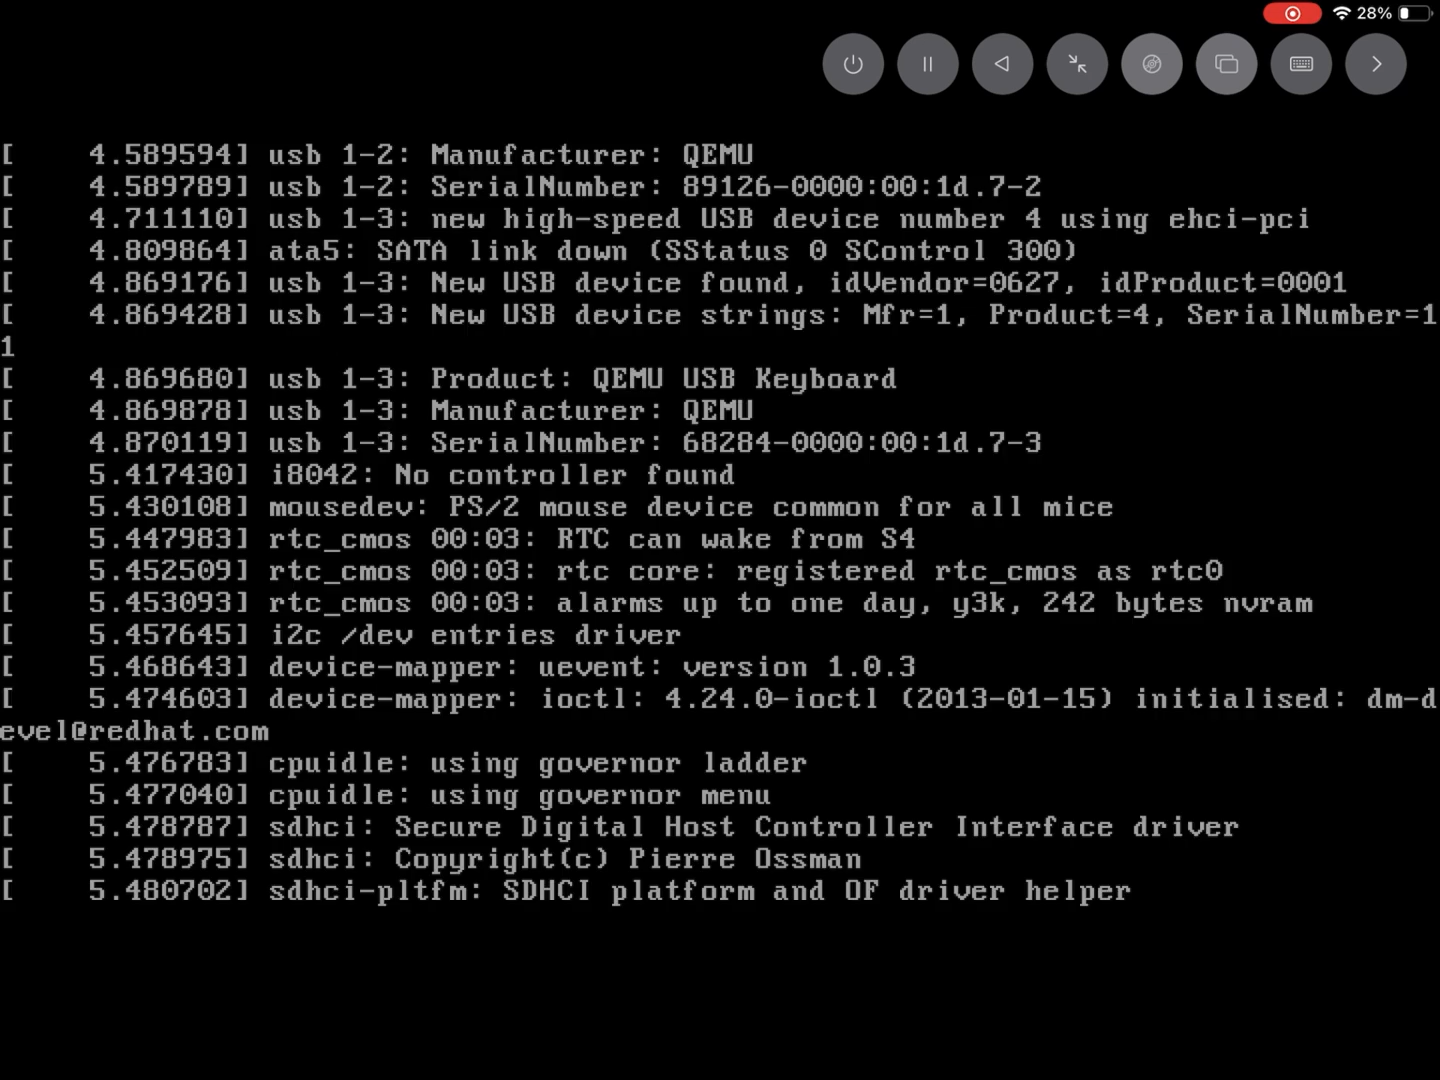 28%
[    4.589594] usb 1-2: Manufacturer: QEMU
[    4.589789] usb 1-2: SerialNumber: 89126-0000:00:1d.7-2
[    4.711110] usb 1-3: new high-speed USB device number 4 using ehci-pci
[    4.809864] ata5: SATA link down (SStatus 0 SControl 300)
[    4.869176] usb 1-3: New USB device found, idVendor=0627, idProduct=0001
[    4.869428] usb 1-3: New USB device strings: Mfr=1, Product=4, SerialNumber=1
1
[    4.869680] usb 1-3: Product: QEMU USB Keyboard
[    4.869878] usb 1-3: Manufacturer: QEMU
[    4.870119] usb 1-3: SerialNumber: 68284-0000:00:1d.7-3
[    5.417430] i8042: No controller found
[    5.430108] mousedev: PS/2 mouse device common for all mice
[    5.447983] rtc_cmos 00:03: RTC can wake from S4
[    5.452509] rtc_cmos 00:03: rtc core: registered rtc_cmos as rtc0
[    5.453093] rtc_cmos 00:03: alarms up to one day, y3k, 242 bytes nvram
[    5.457645] i2c /dev entries driver
[    5.468643] device-mapper: uevent: version 1.0.3
[    5.474603] device-mapper: ioctl: 4.24.0-ioctl (2013-01-15) initialised: dm-d
evel@redhat.com
[    5.476783] cpuidle: using governor ladder
[    5.477040] cpuidle: using governor menu
[    5.478787] sdhci: Secure Digital Host Controller Interface driver
[    5.478975] sdhci: Copyright(c) Pierre Ossman
[    5.480702] sdhci-pltfm: SDHCI platform and OF driver helper